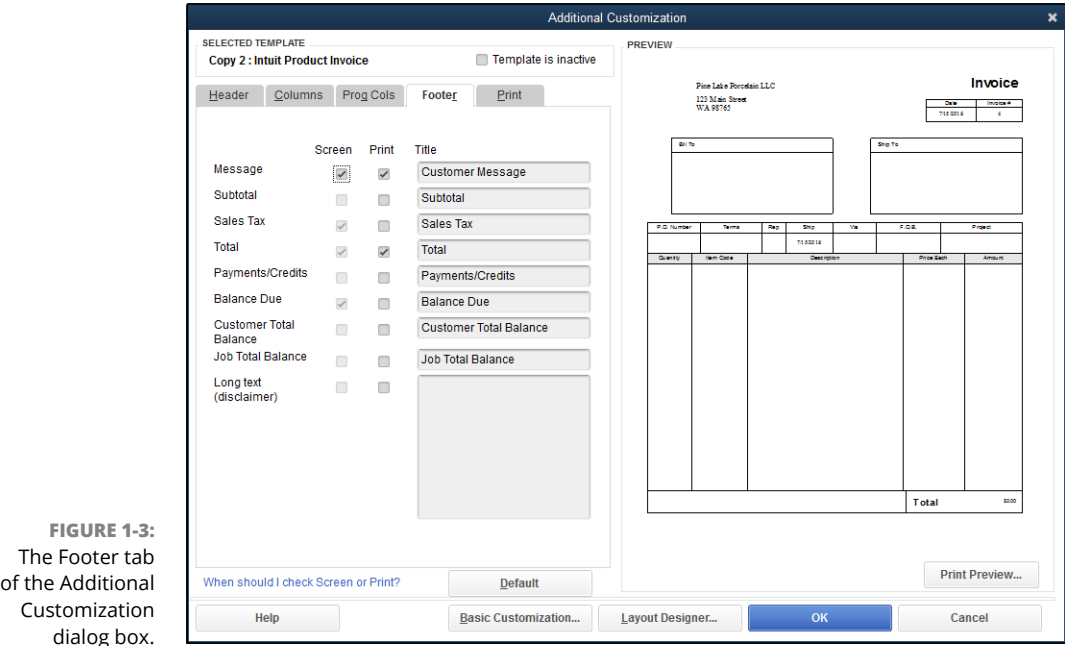 Additional Customization
SELECTED TEMPLATE
Copy 2 : Intuit Product Invoice
Template is inactive
Header Columns Prog Cols Footer Print
Screen Print Title
Message Customer Message
Subtotal Subtotal
Sales Tax Sales Tax
Total Total
Payments/Credits Payments/Credits
Balance Due Balance Due
Customer Total
Balance
Customer Total Balance
Job Total Balance Job Total Balance
Long text
(disclaimer)
When should I check Screen or Print?
Default
PREVIEW
Pine Lake Porcelain LLC
123 Main Street
WA 98765
Invoice
Date Invoice #
4
Bill To
Ship To
P.O. Number Terms Rep Ship Via F.O.B. Project
Quantity Item Code Description Price Each Amount
Total $0.00
Print Preview...
Help Basic Customization... Layout Designer... OK Cancel
FIGURE 1-3:
The Footer tab
of the Additional
Customization
dialog box.